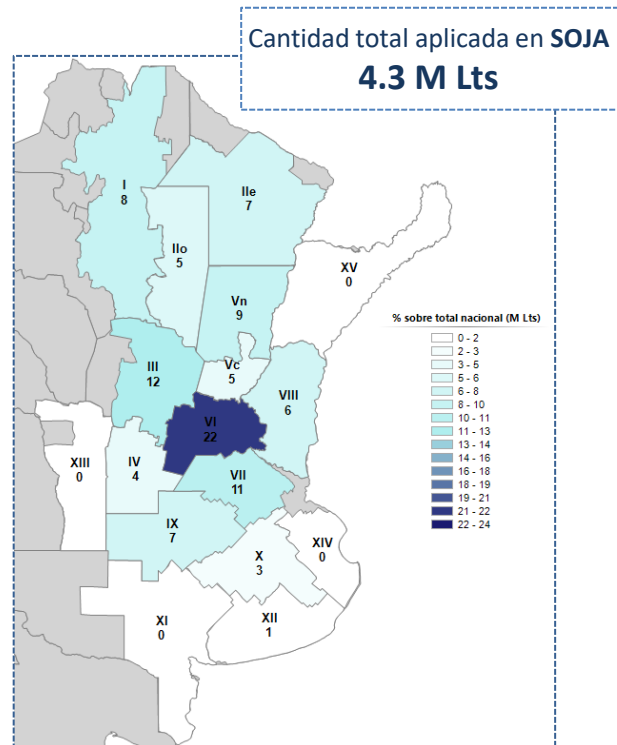 Cantidad total aplicada en SOJA
4.3 M Lts
I
8
IIe
7
IIo
5
XV
0
Vn
9
% sobre total nacional (M Lts)
0 - 2
2 - 3
3 - 5
5 - 6
6 - 8
8 - 10
10 - 11
11 - 13
13 - 14
14 - 16
16 - 18
18 - 19
19 - 21
21 - 22
22 - 24
III
12
Vc
5
VIII
6
VI
22
XIII
0
IV
4
VII
11
IX
7
XIV
0
X
3
XI
0
XII
1